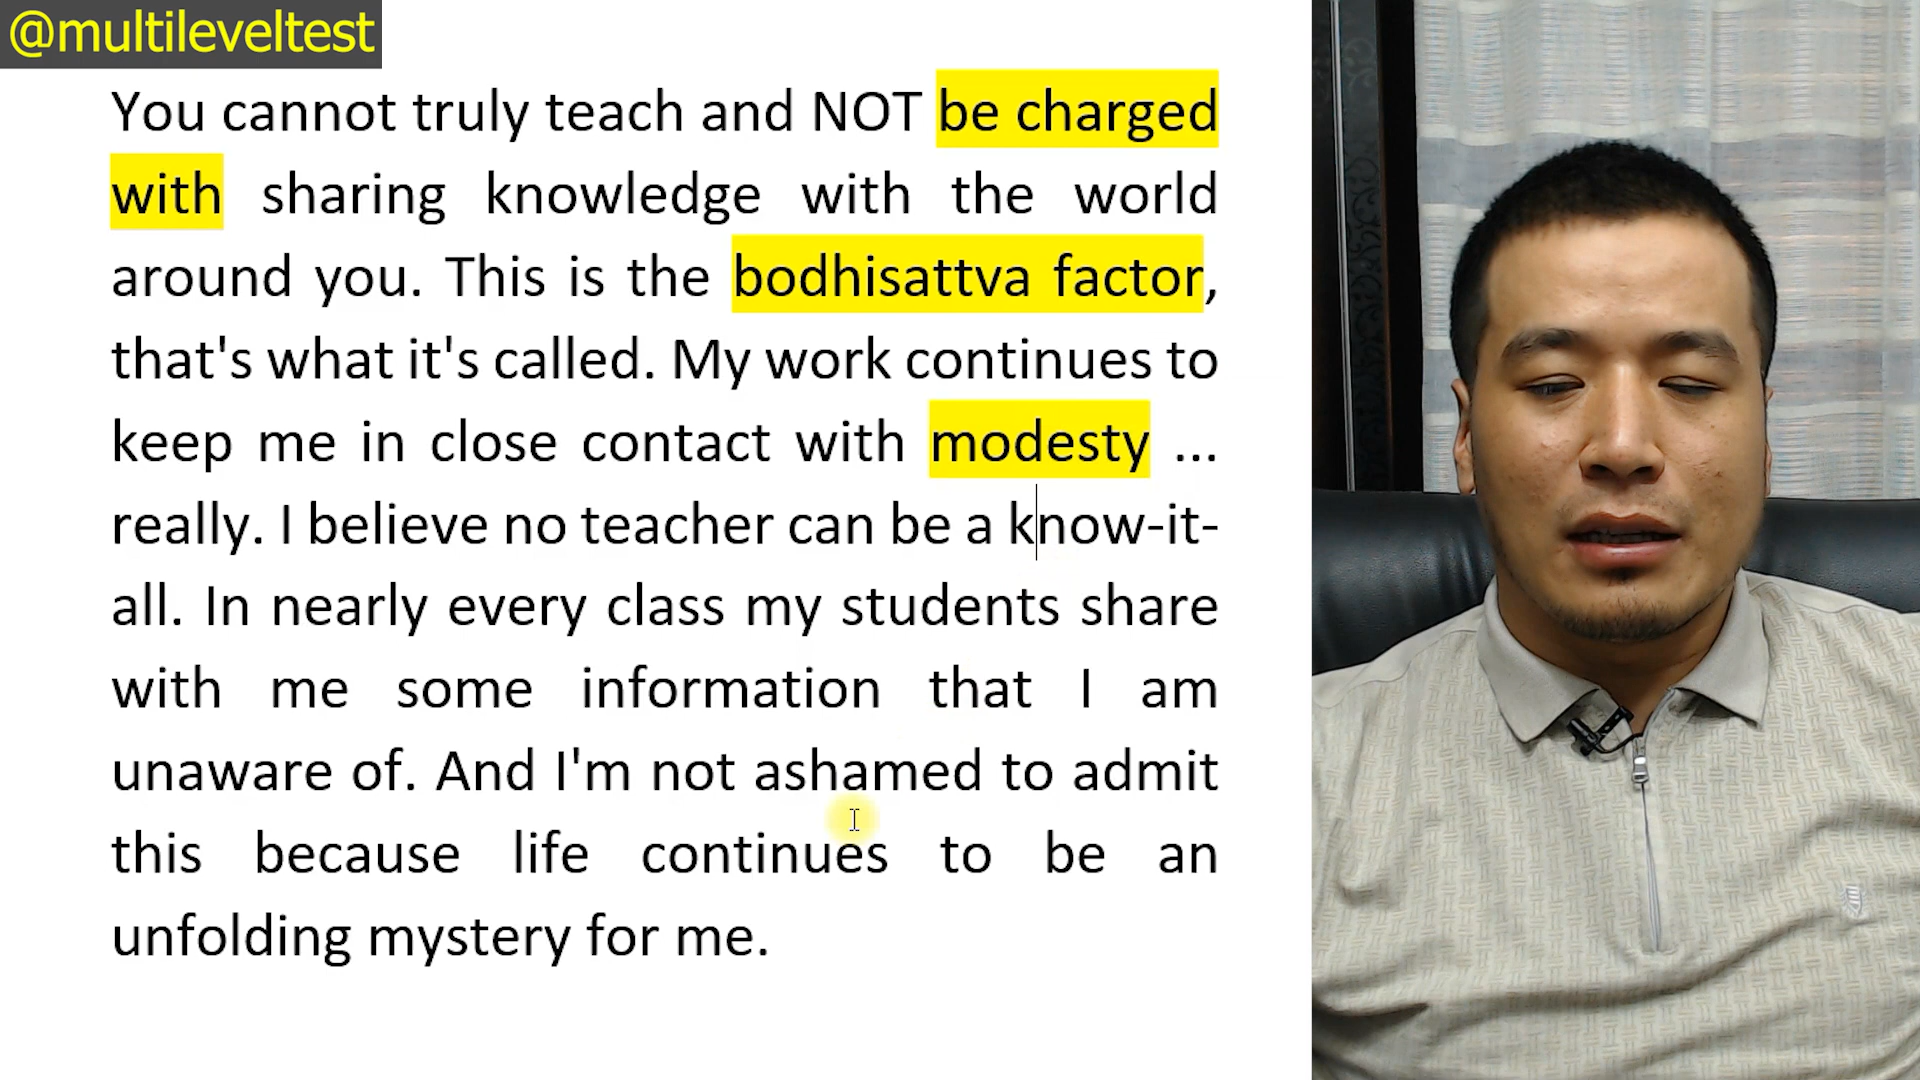 @multileveltest
You cannot truly teach and NOT be charged
with sharing knowledge with the world
around you. This is the bodhisattva factor,
that's what it's called. My work continues to
keep me in close contact with modesty ...
really. I believe no teacher can be a know-it-
all. In nearly every class my students share
with me some information that I am
unaware of. And I'm not ashamed to admit
this because life continues to be an
unfolding mystery for me.